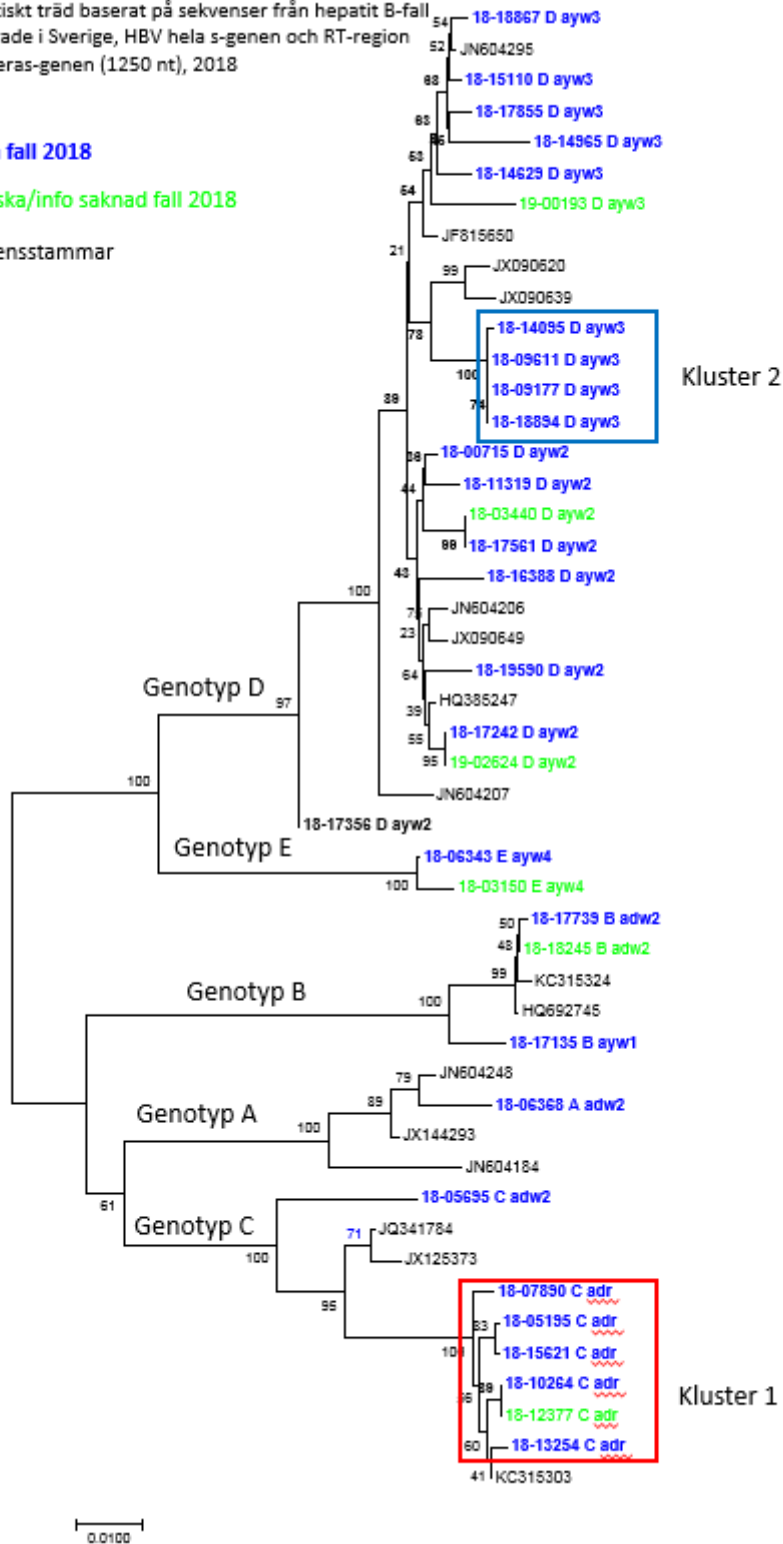 tiskt träd baserat på sekvenser från hepatit B-fall
rade i Sverige, HBV hela s-genen och RT-region
eras-genen (1250 nt), 2018
fall 2018
ska/info saknad fall 2018
ensstammar
54
18-18867 D ayw3
52
JN604295
68
18-15110 D ayw3
63
18-17855 D ayw3
18-14965 D ayw3
53
18-14629 D ayw3
64
19-00193 D ayw3
JF815650
21
99
JX090620
JX090639
78
18-14095 D ayw3
18-09611 D ayw3
100
Kluster 2
18-09177 D ayw3
74
18-18894 D ayw3
89
18-00715 D ayw2
44
18-11319 D ayw2
18-03440 D ayw2
99
18-17561 D ayw2
43
18-16388 D ayw2
100
JN604206
23
JX090649
64
18-19590 D ayw2
Genotyp D
97
39
HQ385247
55
18-17242 D ayw2
95
19-02624 D ayw2
100
JN604207
18-17356 D ayw2
Genotyp E
18-06343 E ayw4
100
18-03150 E ayw4
50
18-17739 B adw2
48
18-18245 B adw2
99
KC315324
Genotyp B
100
HQ692745
18-17135 B ayw1
79
JN604248
89
18-06368 A adw2
Genotyp A
100
JX144293
JN604184
61
18-05695 C adw2
Genotyp C
100
71
JQ341784
JX125373
95
18-07890 C adr
83
18-05195 C adr
100
18-15621 C adr
18-10264 C adr
Kluster 1
18-12377 C adr
60
18-13254 C adr
41
KC315303
0.0100